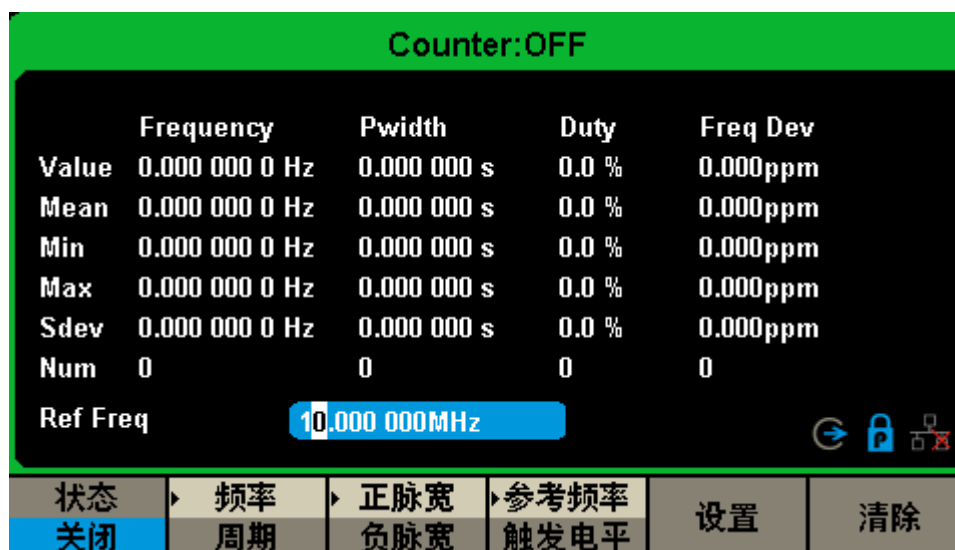 Counter:OFF
Frequency Pwidth Duty Freq Dev
Value 0.000 000 0 Hz 0.000 000 s 0.0 % 0.000ppm
Mean 0.000 000 0 Hz 0.000 000 s 0.0 % 0.000ppm
Min 0.000 000 0 Hz 0.000 000 s 0.0 % 0.000ppm
Max 0.000 000 0 Hz 0.000 000 s 0.0 % 0.000ppm
Sdev 0.000 000 0 Hz 0.000 000 s 0.0 % 0.000ppm
Num 0 0 0 0
Ref Freq 10.000 000MHz
P
状态 频率 正脉宽 参考频率 设置 清除
关闭 周期 负脉宽 触发电平